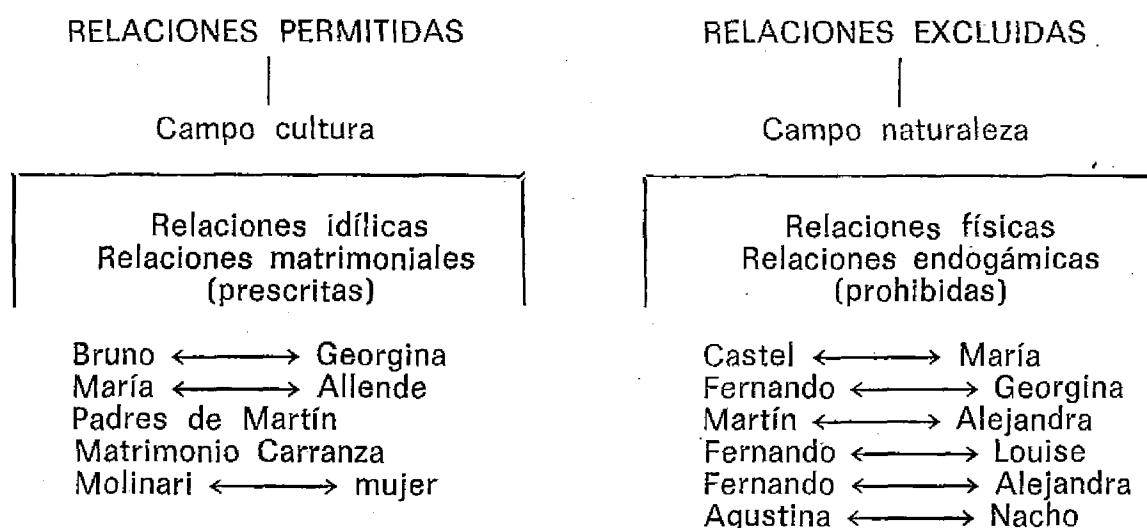 RELACIONES PERMITIDAS
Campo cultura
Relaciones idílicas
Relaciones matrimoniales
(prescritas)
Bruno ←→ Georgina
María ←→ Allende
Padres de Martín
Matrimonio Carranza
Molinari ←→ mujer
RELACIONES EXCLUIDAS
Campo naturaleza
Relaciones físicas
Relaciones endogámicas
(prohibidas)
Castel ←→ María
Fernando ←→ Georgina
Martín ←→ Alejandra
Fernando ←→ Louise
Fernando ←→ Alejandra
Agustina ←→ Nacho